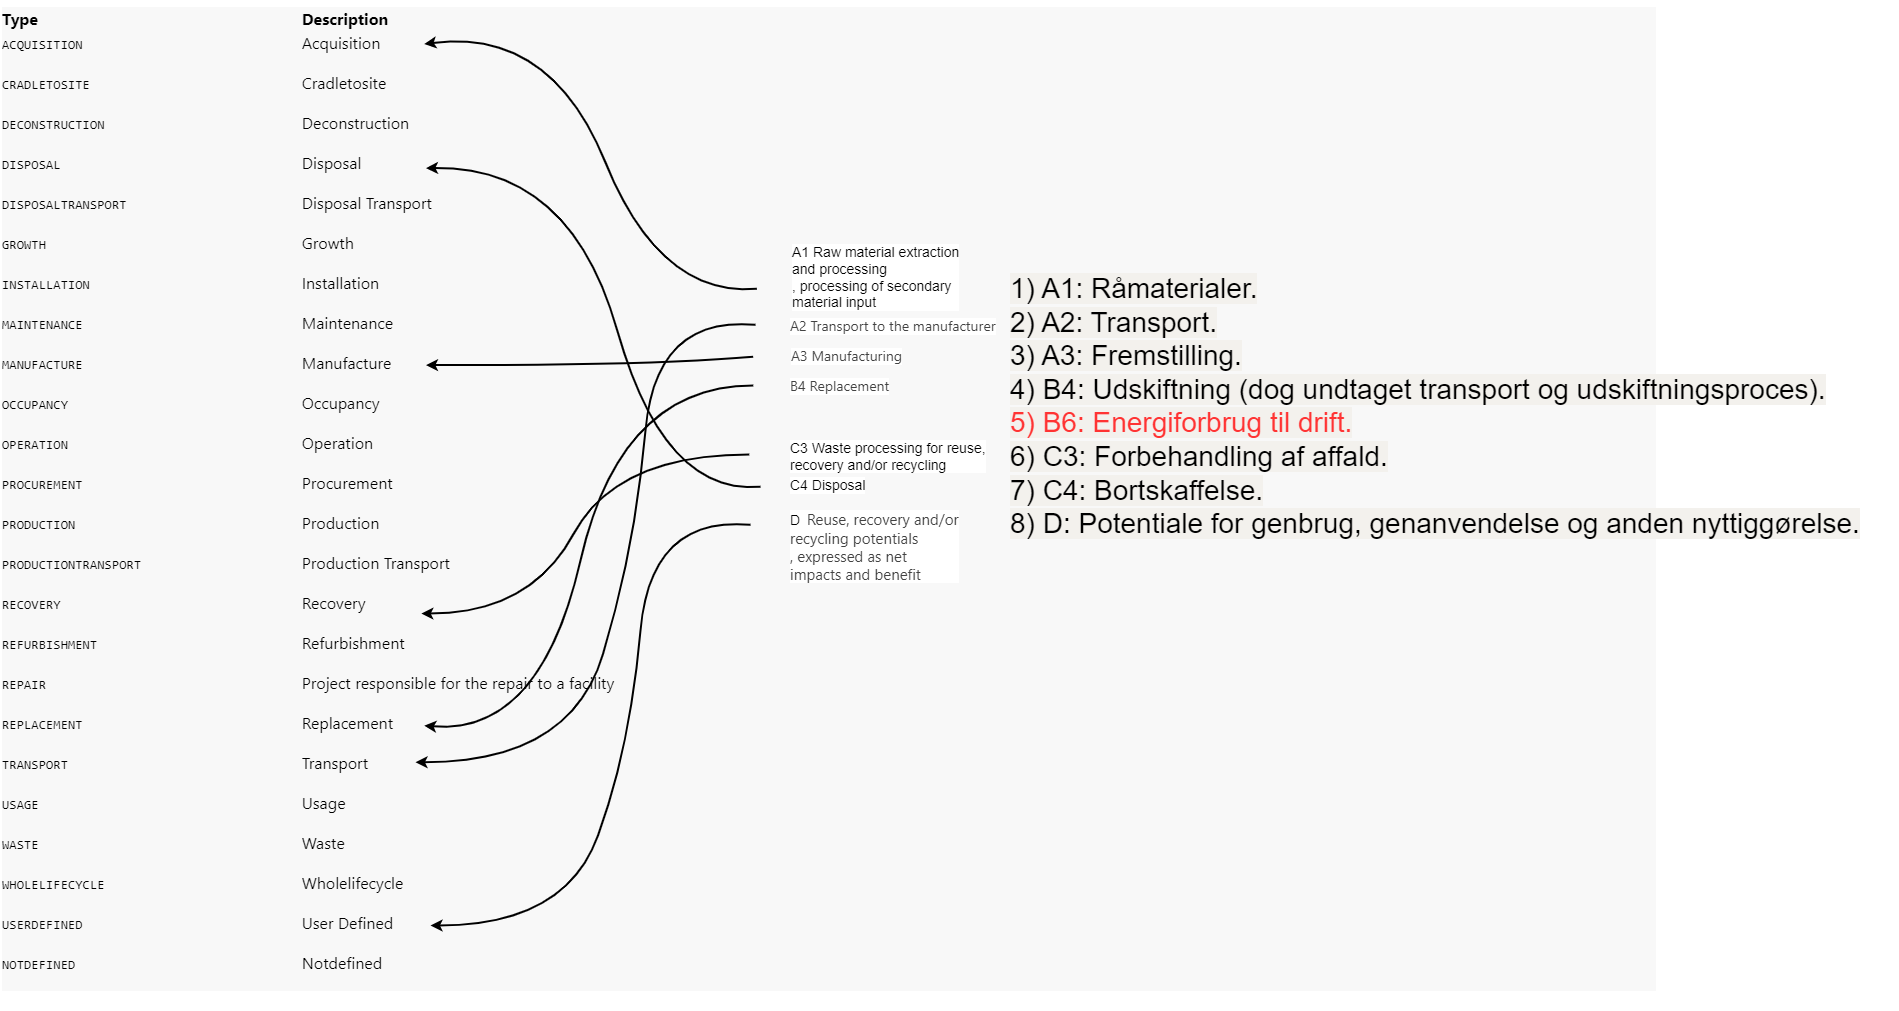 Type Description
ACQUISITION Acquisition
CRADLETOSITE Cradletosite
DECONSTRUCTION Deconstruction
DISPOSAL Disposal
DISPOSALTRANSPORT Disposal Transport
GROWTH Growth
INSTALLATION Installation
MAINTENANCE Maintenance
MANUFACTURE Manufacture
OCCUPANCY Occupancy
OPERATION Operation
PROCUREMENT Procurement
PRODUCTION Production
PRODUCTIONTRANSPORT Production Transport
RECOVERY Recovery
REFURBISHMENT Refurbishment
REPAIR Project responsible for the repair to a facility
REPLACEMENT Replacement
TRANSPORT Transport
USAGE Usage
WASTE Waste
WHOLELIFECYCLE Wholelifecycle
USERDEFINED User Defined
NOTDEFINED Notdefined
A1 Raw material extraction
and processing
, processing of secondary
material input
A2 Transport to the manufacturer
A3 Manufacturing
B4 Replacement
C3 Waste processing for reuse,
recovery and/or recycling
C4 Disposal
D Reuse, recovery and/or
recycling potentials
, expressed as net
impacts and benefit
1) A1: Råmaterialer.
2) A2: Transport.
3) A3: Fremstilling.
4) B4: Udskiftning (dog undtaget transport og udskiftningsproces).
5) B6: Energiforbrug til drift.
6) C3: Forbehandling af affald.
7) C4: Bortskaffelse.
8) D: Potentiale for genbrug, genanvendelse og anden nyttiggørelse.